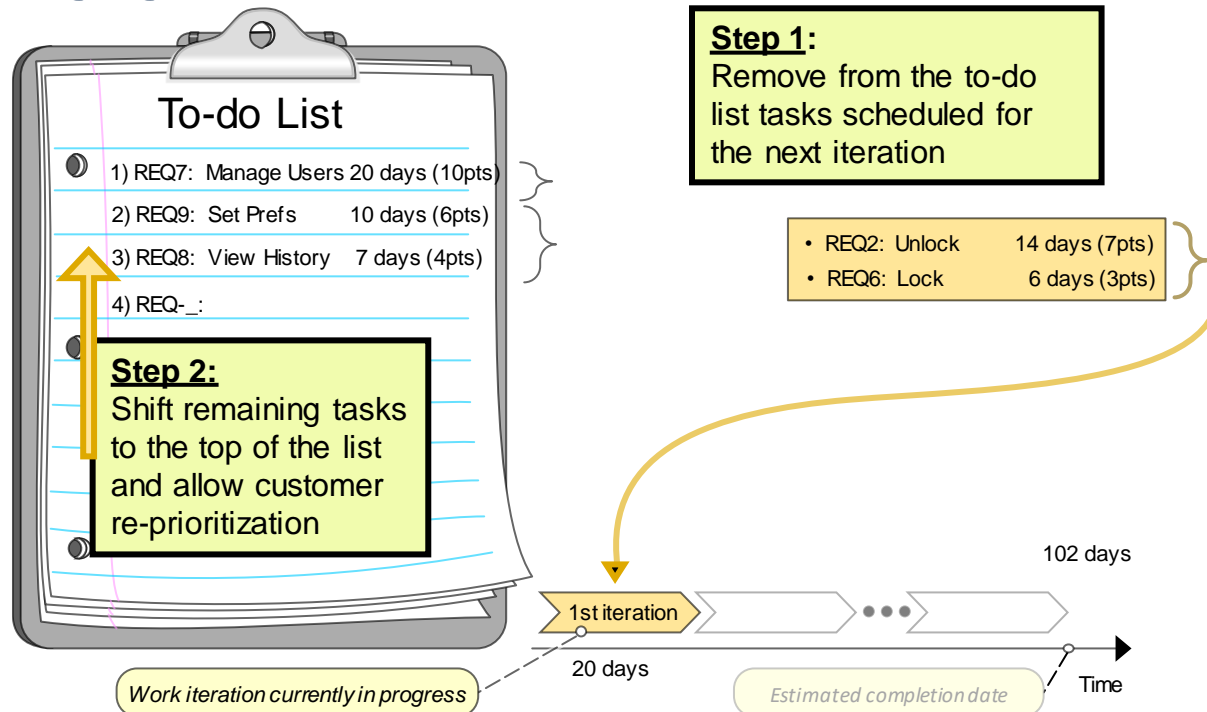 To-do List
1) REQ7: Manage Users 20 days (10pts)
2) REQ9: Set Prefs 10 days (6pts)
3) REQ8: View History 7 days (4pts)
4) REQ-_:
Step 2:
Shift remaining tasks
to the top of the list
and allow customer
re-prioritization
Step 1:
Remove from the to-do
list tasks scheduled for
the next iteration
• REQ2: Unlock 14 days (7pts)
• REQ6: Lock 6 days (3pts)
102 days
1st iteration
20 days
Time
Work iteration currently in progress
Estimated completion date